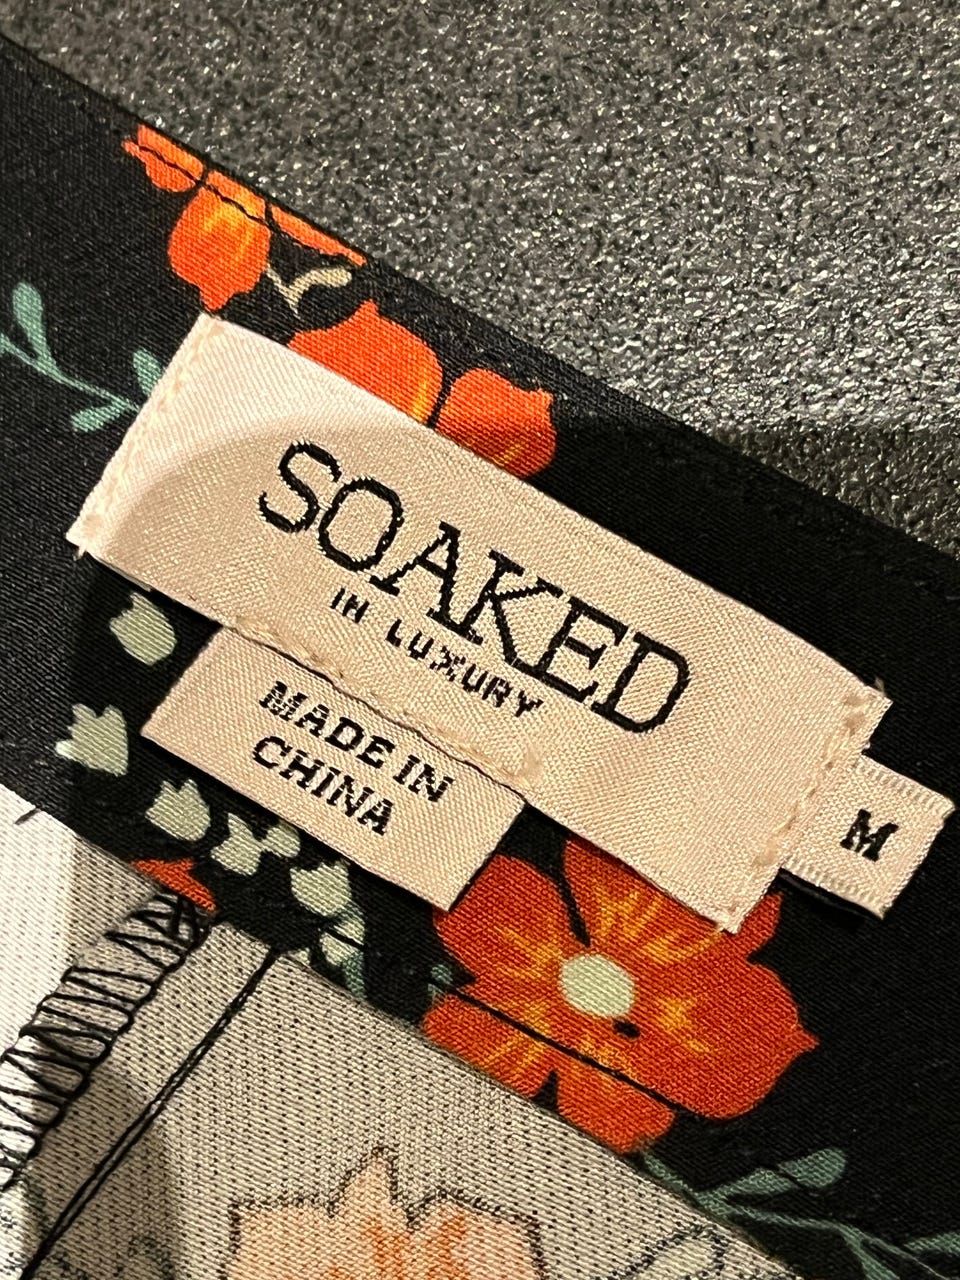 SOAKED
IN LUXURY
MADE IN
CHINA
M